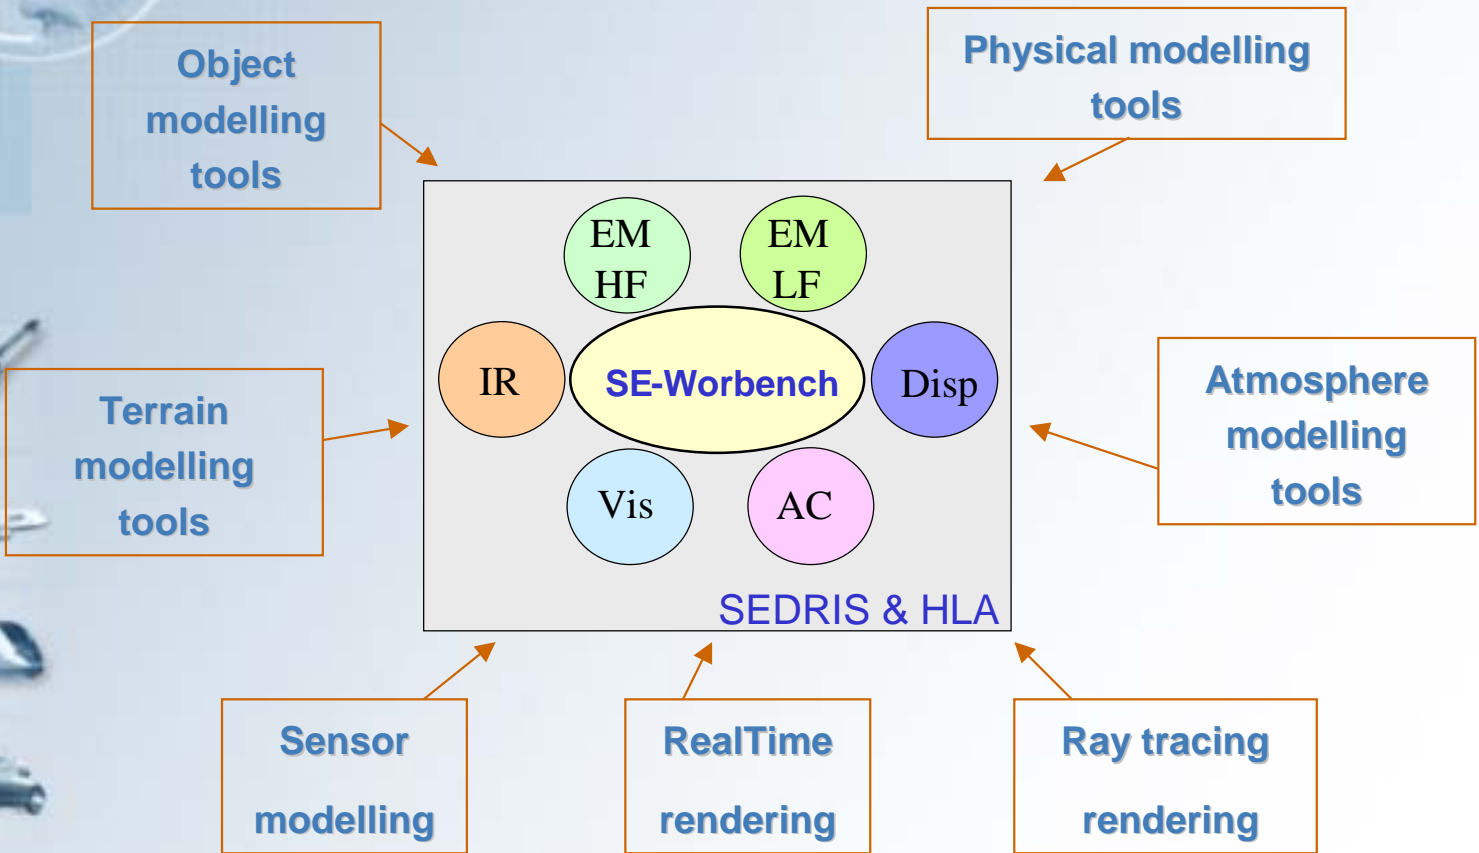 Object
modelling
tools
Physical modelling
tools
EM
HF
EM
LF
IR
SE-Worbench
Disp
Vis
AC
SEDRIS & HLA
Terrain
modelling
tools
Atmosphere
modelling
tools
Sensor
modelling
RealTime
rendering
Ray tracing
rendering